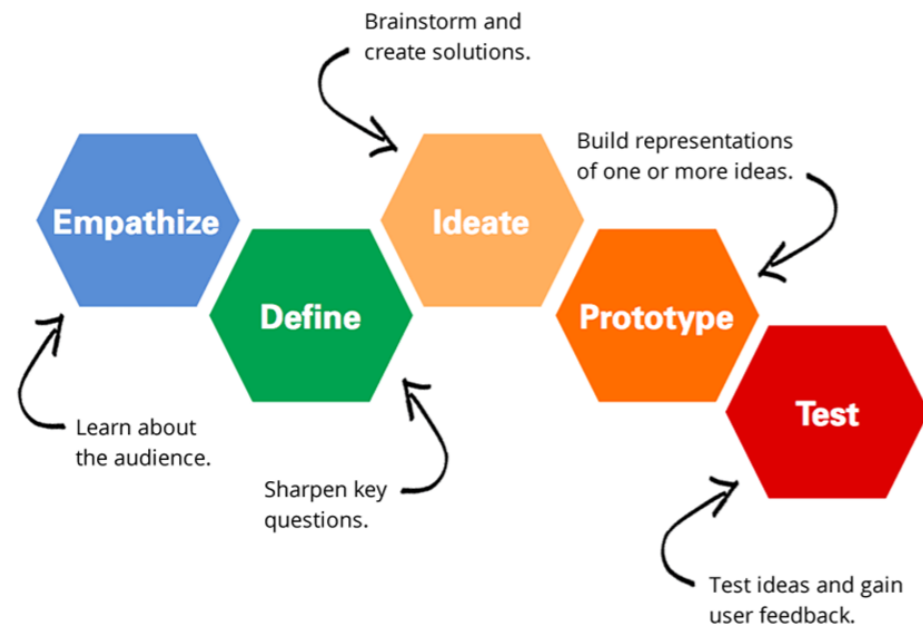 Brainstorm and
create solutions.
Build representations
of one or more ideas.
Empathize
Ideate
Define
Prototype
Test
Learn about
the audience.
Sharpen key
questions.
Test ideas and gain
user feedback.